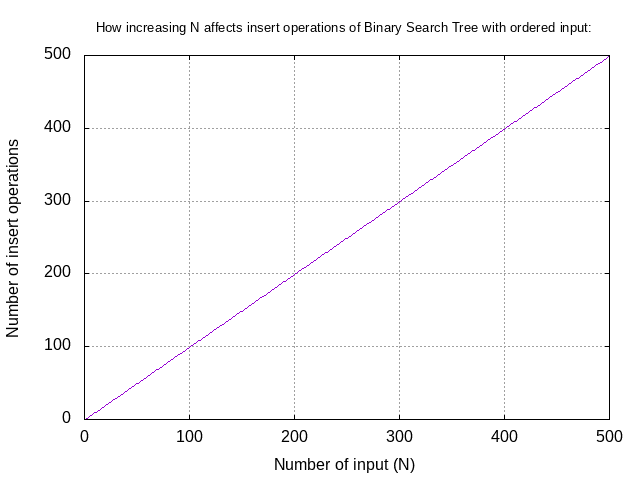 How increasing N affects insert operations of Binary Search Tree with ordered input:
500
400
300
200
100
0
Number of insert operations
0 100 200 300 400 500
Number of input (N)